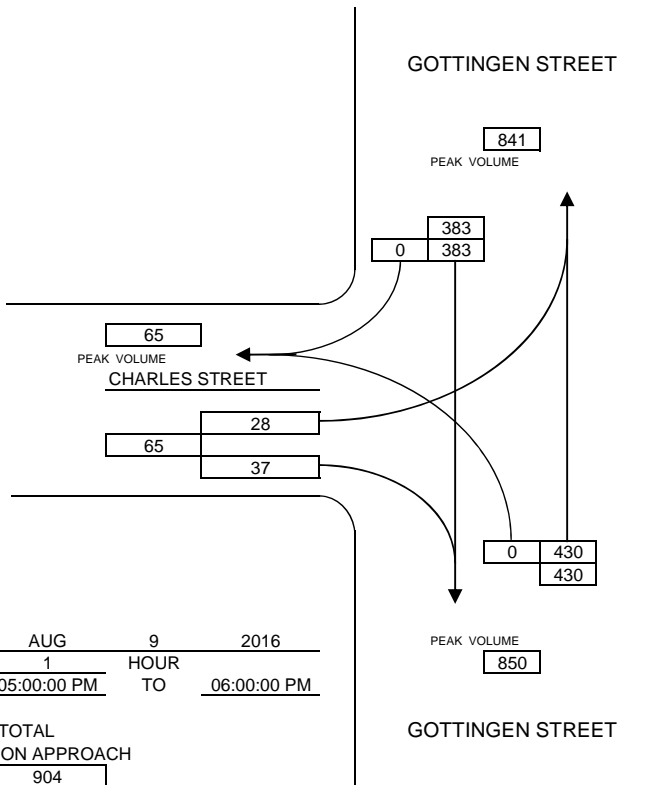 GOTTINGEN STREET
841
PEAK VOLUME
383
0 383
65
PEAK VOLUME
CHARLES STREET
28
65
37
0 430
430
AUG 9 2016
1 HOUR
05:00:00 PM TO 06:00:00 PM
PEAK VOLUME
850
TOTAL
ON APPROACH
904
GOTTINGEN STREET